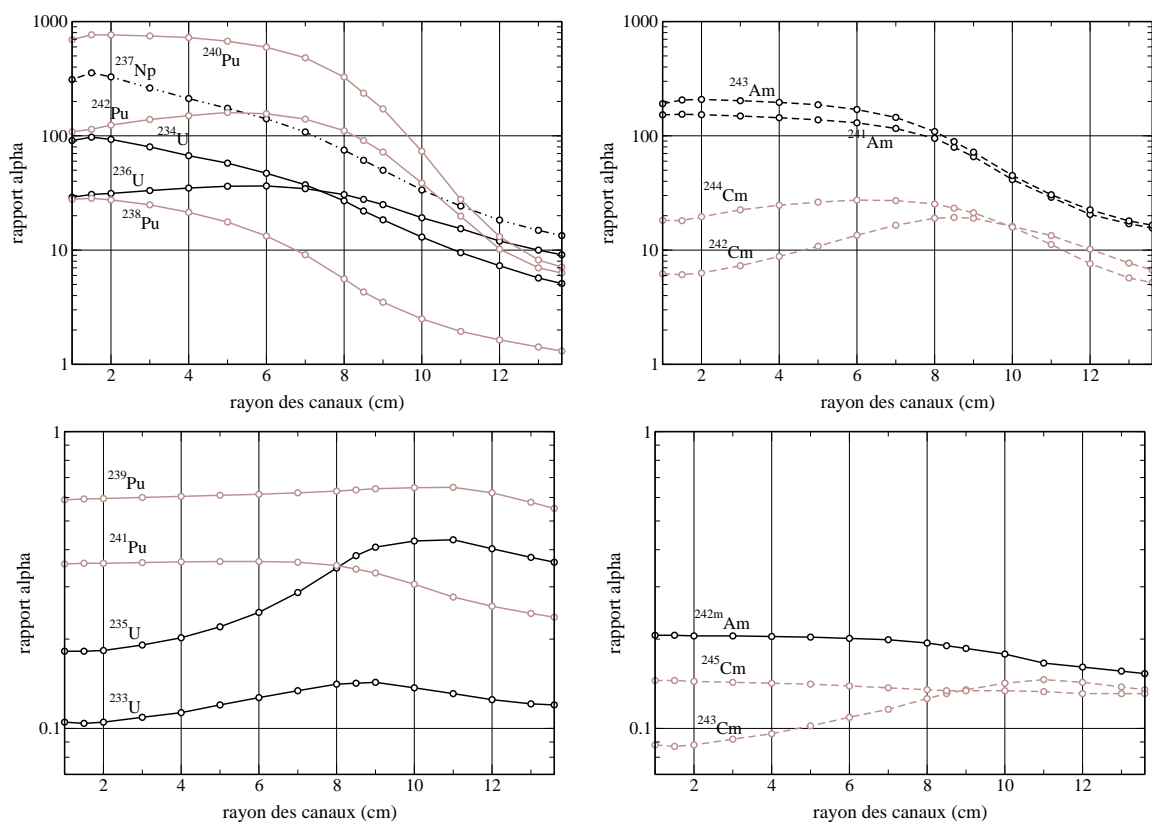 1000
100
10
1
rapport alpha
240Pu
237Np
242Pu
234U
236U
238Pu
2 4 6 8 10 12
rayon des canaux (cm)
1000
100
10
1
rapport alpha
243Am
241Am
244Cm
242Cm
2 4 6 8 10 12
rayon des canaux (cm)
1
0.1
rapport alpha
239Pu
241Pu
235U
233U
2 4 6 8 10 12
rayon des canaux (cm)
1
0.1
rapport alpha
242mAm
245Cm
243Cm
2 4 6 8 10 12
rayon des canaux (cm)